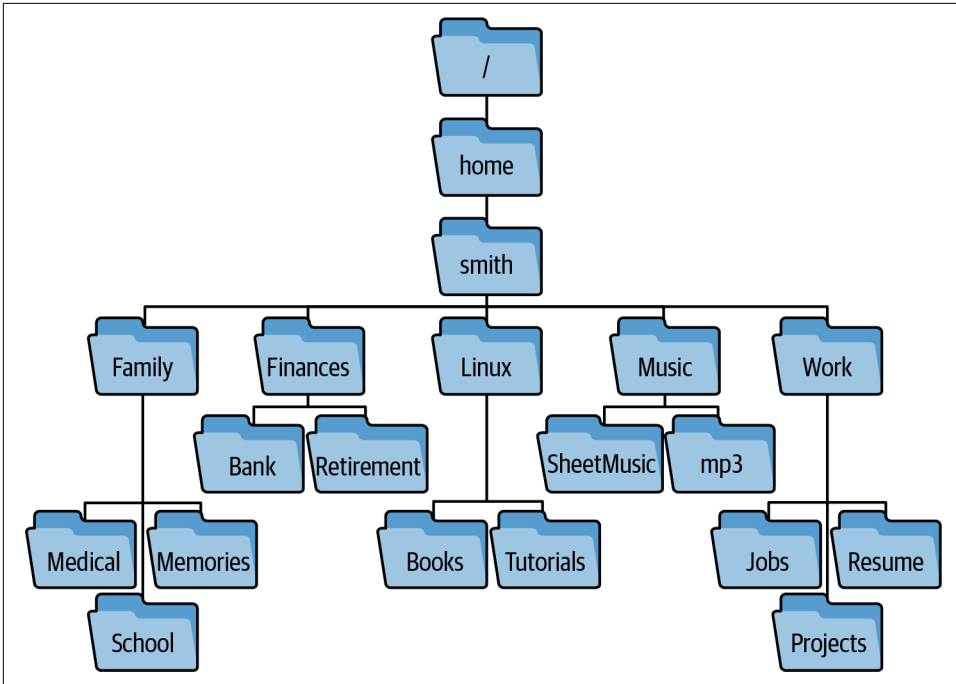 /
home
smith
Family
Finances
Linux
Music
Work
Bank
Retirement
SheetMusic
mp3
Medical
Memories
Books
Tutorials
Jobs
Resume
School
Projects